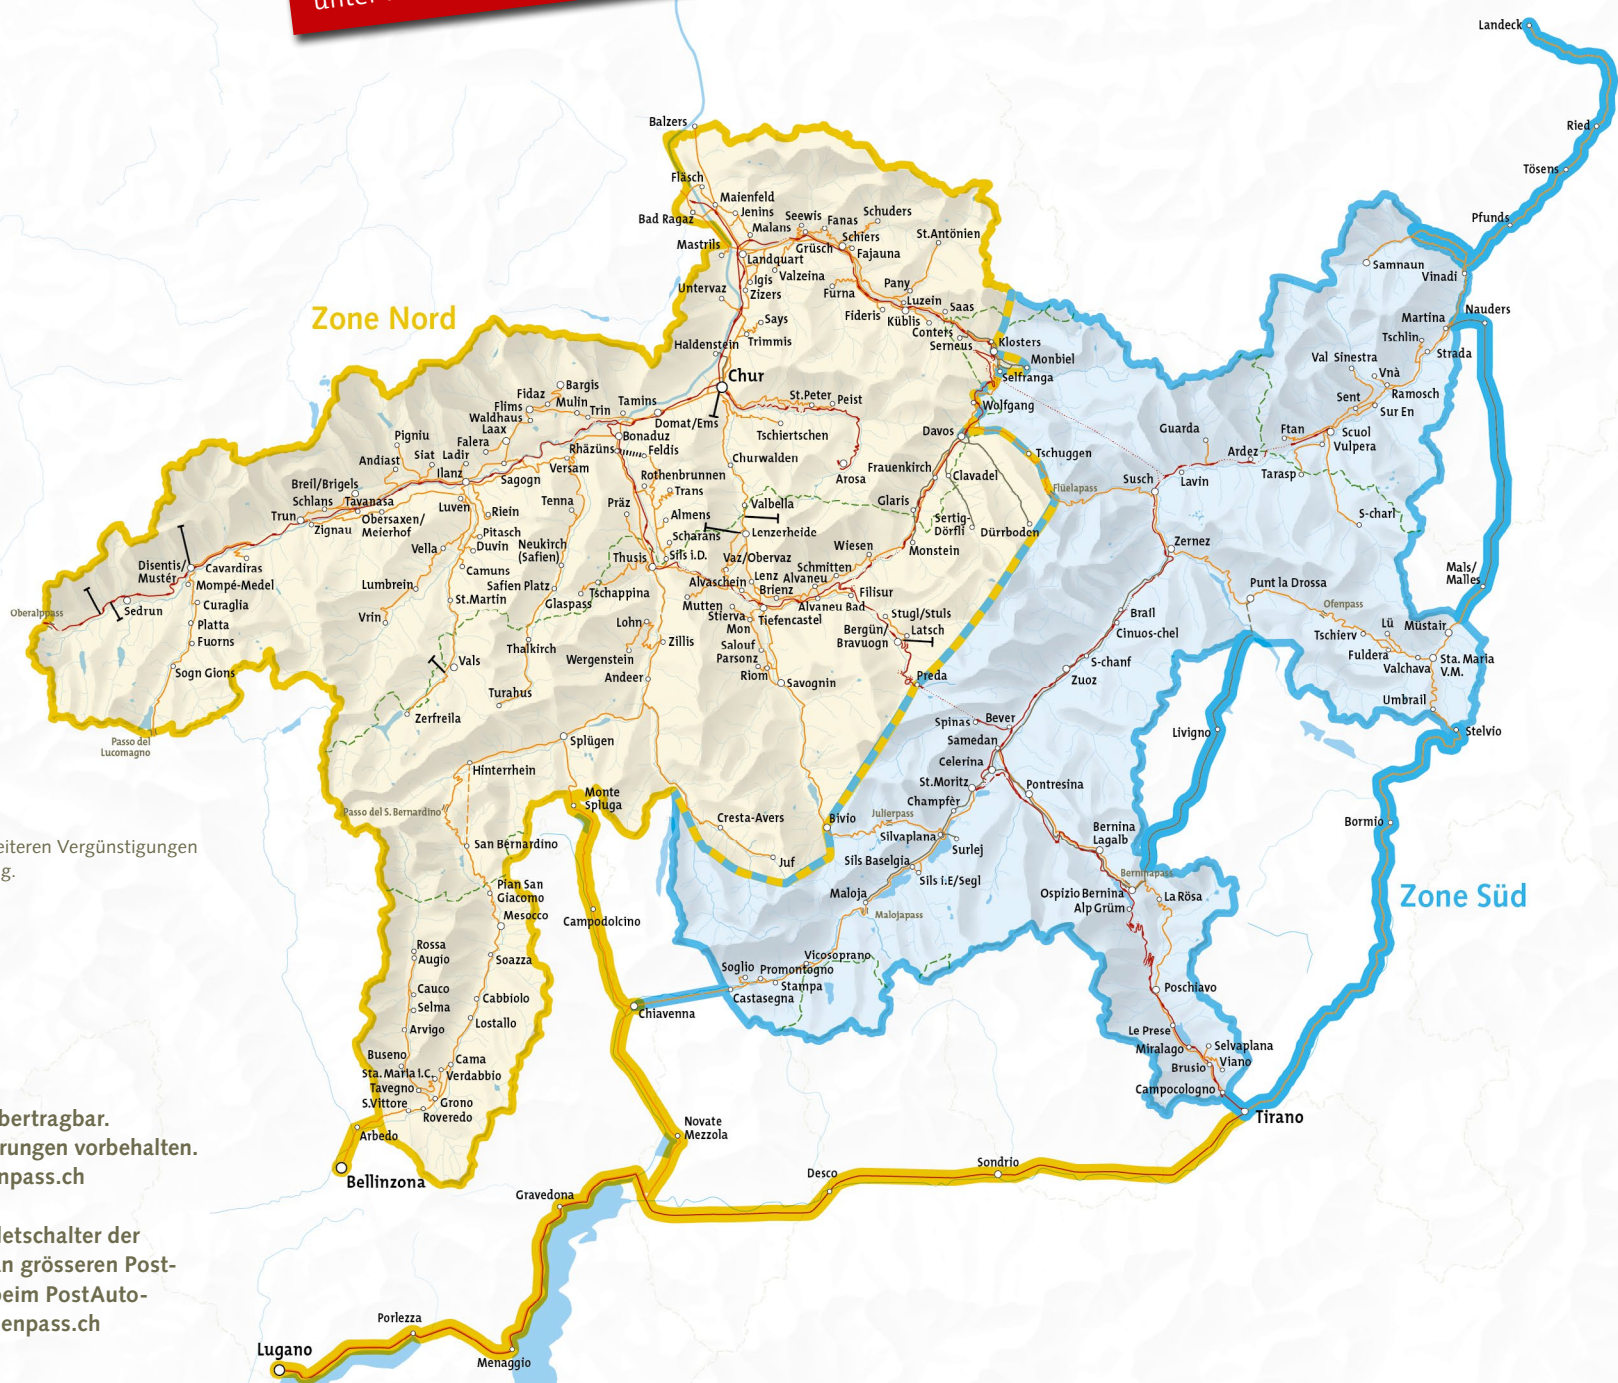 unter
Landeck
Ried
Tösens
Pfunds
Balzers
Fläsch
Maienfeld
Jenins
Bad Ragaz
Malans
Seewis
Fanas
Schuders
St.Antönien
Mastrils
Landquart
Grüsch
Schiers
Fajauna
Igis
Valzeina
Zizers
Untervaz
Furna
Pany
Luzein
Saas
Fideris
Küblis
Conters
Serneus
Klosters
Monbiel
Selfranga
Says
Trimmis
Haldenstein
Zone Nord
Samnaun
Vinadi
Nauders
Martina
Tschlin
Strada
Val Sinestra
Vnà
Ramosch
Sent
Sur En
Ftan
Scuol
Vulpera
Guarda
Ardez
Tarasp
Susch
Lavin
S-charl
Chur
St.Peter
Peist
Wolfgang
Bargis
Fidaz
Mulin
Flims
Waldhaus
Trin
Tamins
Laax
Domat/Ems
Tschiertschen
Davos
Tschuggen
Flüelapass
Pigniu
Falera
Bonaduz
Siat
Ladir
Rhäzüns
Feldis
Andiast
Ilanz
Versam
Churwalden
Arosa
Frauenkirch
Clavadel
Rothenbrunnen
Sagogn
Trans
Breil/Brigels
Schlans
Tavanasa
Luven
Tenna
Präz
Valbella
Glaris
Trun
Zignau
Obersaxen/
Meierhof
Riein
Almens
Lenzerheide
Sertig-
Dörfli
Dürrboden
Pitasch
Scharans
Vella
Duvin
Neukirch
(Safien)
Thusis
Sils i.D.
Vaz/Obervaz
Wiesen
Monstein
Zernez
Disentis/
Mustér
Cavardiras
Camuns
Lenz
Schmitten
Alvaneu
Mompé-Medel
Lumbrein
Safien Platz
Tschappina
Alvaschein
Brienz
Filisur
Punt la Drossa
Mals/
Malles
Oberalppass
Sedrun
Curaglia
St.Martin
Glaspass
Mutten
Alvaneu Bad
Ofenpass
Vrin
Stierva
Tiefencastel
Stugl/Stuls
Brail
Platta
Lohn
Mon
Bergün/
Bravuogn
Latsch
Cinuos-chel
Tschierv
Lü
Müstair
Fuorns
Thalkirch
Zillis
Salouf
Fuldera
Wergenstein
Parsonz
S-chanf
Valchava
Sta. Maria
V.M.
Sogn Gions
Vals
Andeer
Riom
Savognin
Preda
Zuoz
Turahus
Umbrail
Zerfreila
Spinas
Bever
Stelvio
Passo del
Lucomagno
Splügen
Samedan
Livigno
Hinterrhein
Celerina
St.Moritz
Pontresina
Monte
Spluga
Champfèr
Passo del S. Bernardino
Cresta-Avers
Bivio
Julierpass
Bormio
Silvaplana
Bernina
Lagalb
San Bernardino
Surlej
eiteren Vergünstigungen
g.
Juf
Sils Baselgia
Sils i.E/Segl
Berninapass
Pian San
Giacomo
Maloja
Ospizio Bernina
La Rösa
Zone Süd
Mesocco
Campodolcino
Malojapass
Alp Grüm
Rossa
Augio
Soazza
Vicosoprano
Soglio
Promontogno
Stampa
Castasegna
Cauco
Selma
Cabbiolo
Poschiavo
Chiavenna
Arvigo
Lostallo
Le Prese
Miralago
Selvaplana
Viano
Buseno
Cama
Brusio
Sta. Maria i.C.
Verdabbio
Tavegno
Campocologno
S.Vittore
Grono
Roveredo
Tirano
bertragbar.
Arbedo
Novate
Mezzola
rungen vorbehalten.
Sondrio
npass.ch
Bellinzona
Desco
Gravedona
letschalter der
n grösseren Post-
eim PostAuto-
enpass.ch
Porlezza
Lugano
Menaggio